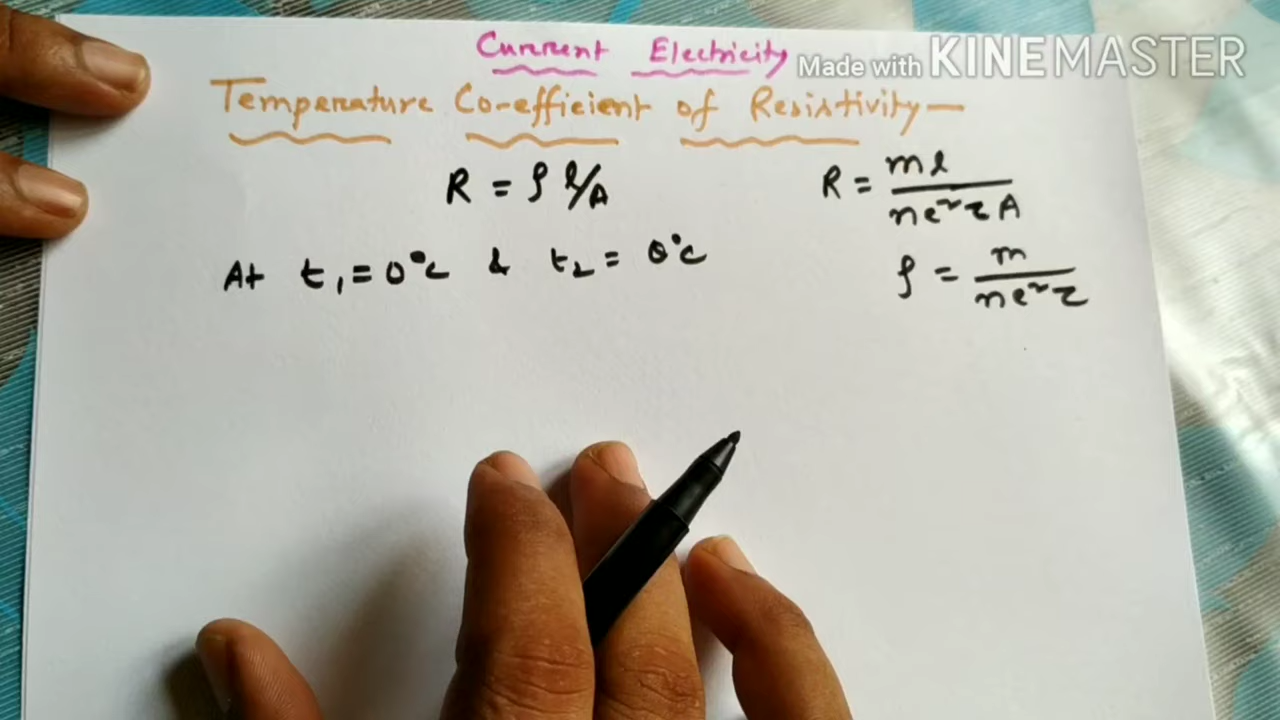 Current Electricity
Made with KINEMASTER
Temperature Co-efficient of Resistivity—
R = ρ l/A
R = ml / ne²τA
At t₁ = 0°C & t₂ = θ°C
ρ = m / ne²τ